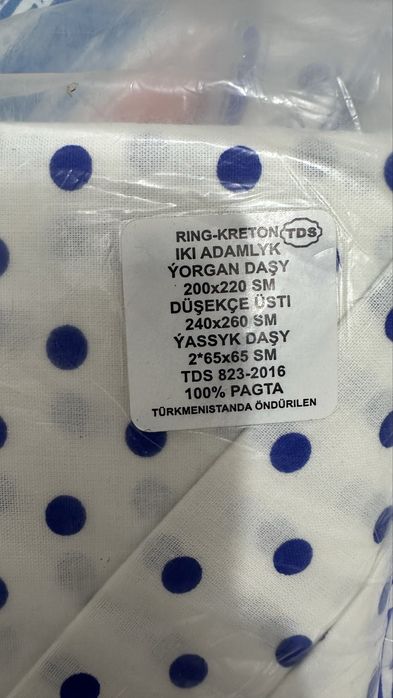 RING-KRETON TDS
IKI ADAMLYK
ÝORGAN DAŞY
200x220 SM
DÜŞEKÇE ÜSTI
240x260 SM
ÝASSYK DAŞY
2*65x65 SM
TDS 823-2016
100% PAGTA
TÜRKMENISTANDA ÖNDÜRILEN